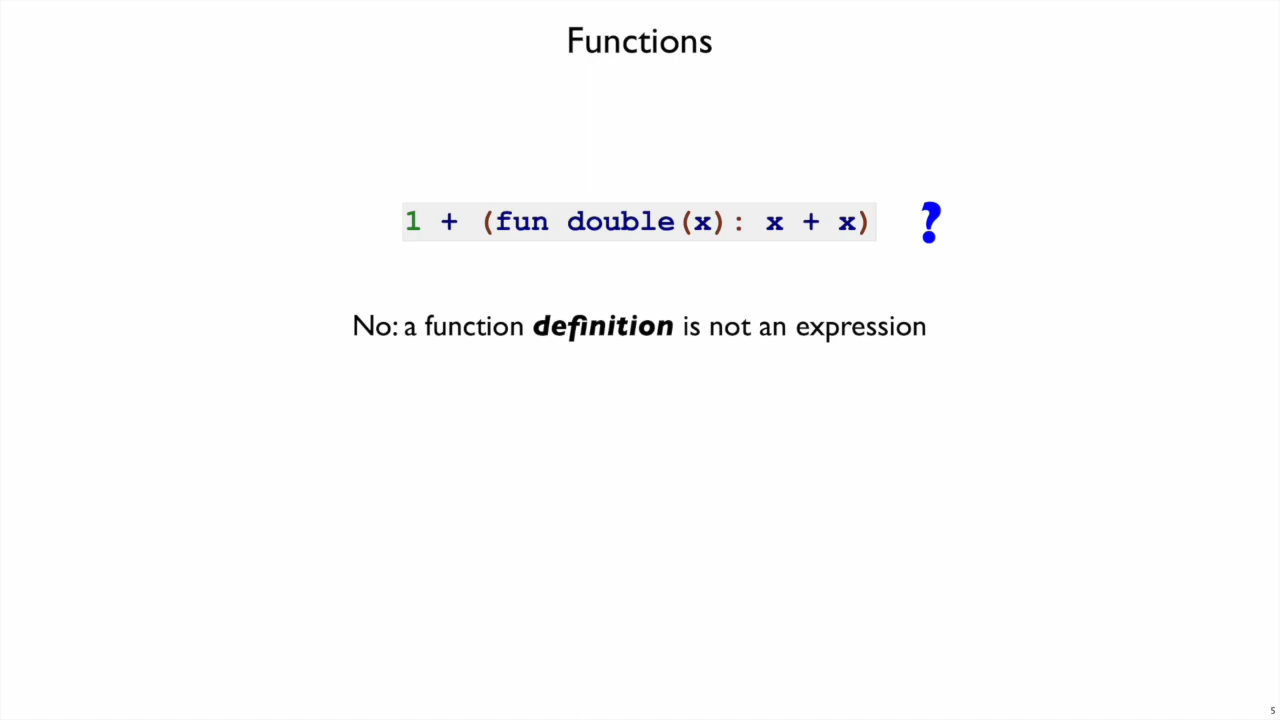 Functions
1 + (fun double(x): x + x) ?
No: a function definition is not an expression
5